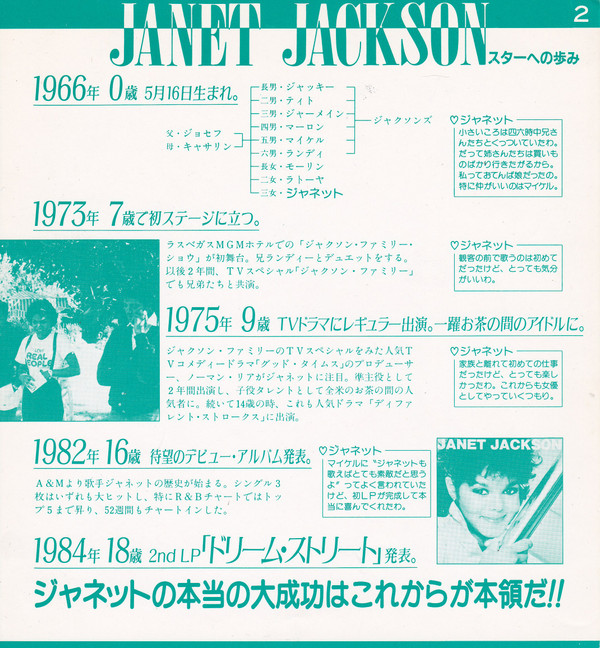 JANET JACKSON
スターへの歩み
2
1966年 0歳 5月16日生まれ。
父・ジョセフ
母・キャサリン
長男・ジャッキー
二男・ティト
三男・ジャーメイン
四男・マーロン
五男・マイケル
六男・ランディ
長女・モーリン
二女・ラトーヤ
三女・ジャネット
ジャクソンズ
♡ジャネット
小さいころは四六時中兄さ
んたちとくっついていたわ。
だって姉さんたちは買いも
のばかり行きたがるから。
私っておてんば娘だったの。
特に仲がいいのはマイケル。
1973年 7歳で初ステージに立つ。
ラスベガスMGMホテルでの「ジャクソン・ファミリー・
ショウ」が初舞台。兄ランディーとデュエットをする。
以後2年間、TVスペシャル「ジャクソン・ファミリー」
でも兄弟たちと共演。
♡ジャネット
観客の前で歌うのは初めて
だったけど、とっても気分
がいいわ。
REAL
PEOPLE
1975年 9歳 TVドラマにレギュラー出演。一躍お茶の間のアイドルに。
ジャクソン・ファミリーのTVスペシャルをみた人気T
Vコメディードラマ「グッド・タイムス」のプロデューサ
ー、ノーマン・リアがジャネットに注目。準主役として
2年間出演し、子役タレントとして全米のお茶の間の人
気者に。続いて14歳の時、これも人気ドラマ「ディファ
レント・ストロークス」に出演。
♡ジャネット
家族と離れて初めての仕事
だったけど、とっても楽し
かったわ。これからも女優
としてやっていくつもり。
1982年 16歳 待望のデビュー・アルバム発表。
A&Mより歌手ジャネットの歴史が始まる。シングル3
枚はいずれも大ヒットし、特にR&Bチャートではトッ
プ5まで昇り、52週間もチャートインした。
♡ジャネット
マイケルに"ジャネットも
歌えばとても素敵だと思う
よ"ってよく言われていた
けど、初LPが完成して本
当に喜んでくれたわ。
JANET JACKSON
1984年 18歳 2nd LP「ドリーム・ストリート」発表。
ジャネットの本当の大成功はこれからが本領だ!!